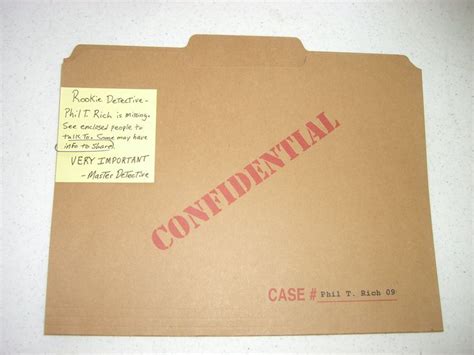 Rookie Detective-
Phil T. Rich is missing.
See enclosed people to
talk to. Some may have
info to share!
VERY IMPORTANT
-Master Detective
CONFIDENTIAL
CASE # Phil T. Rich 09